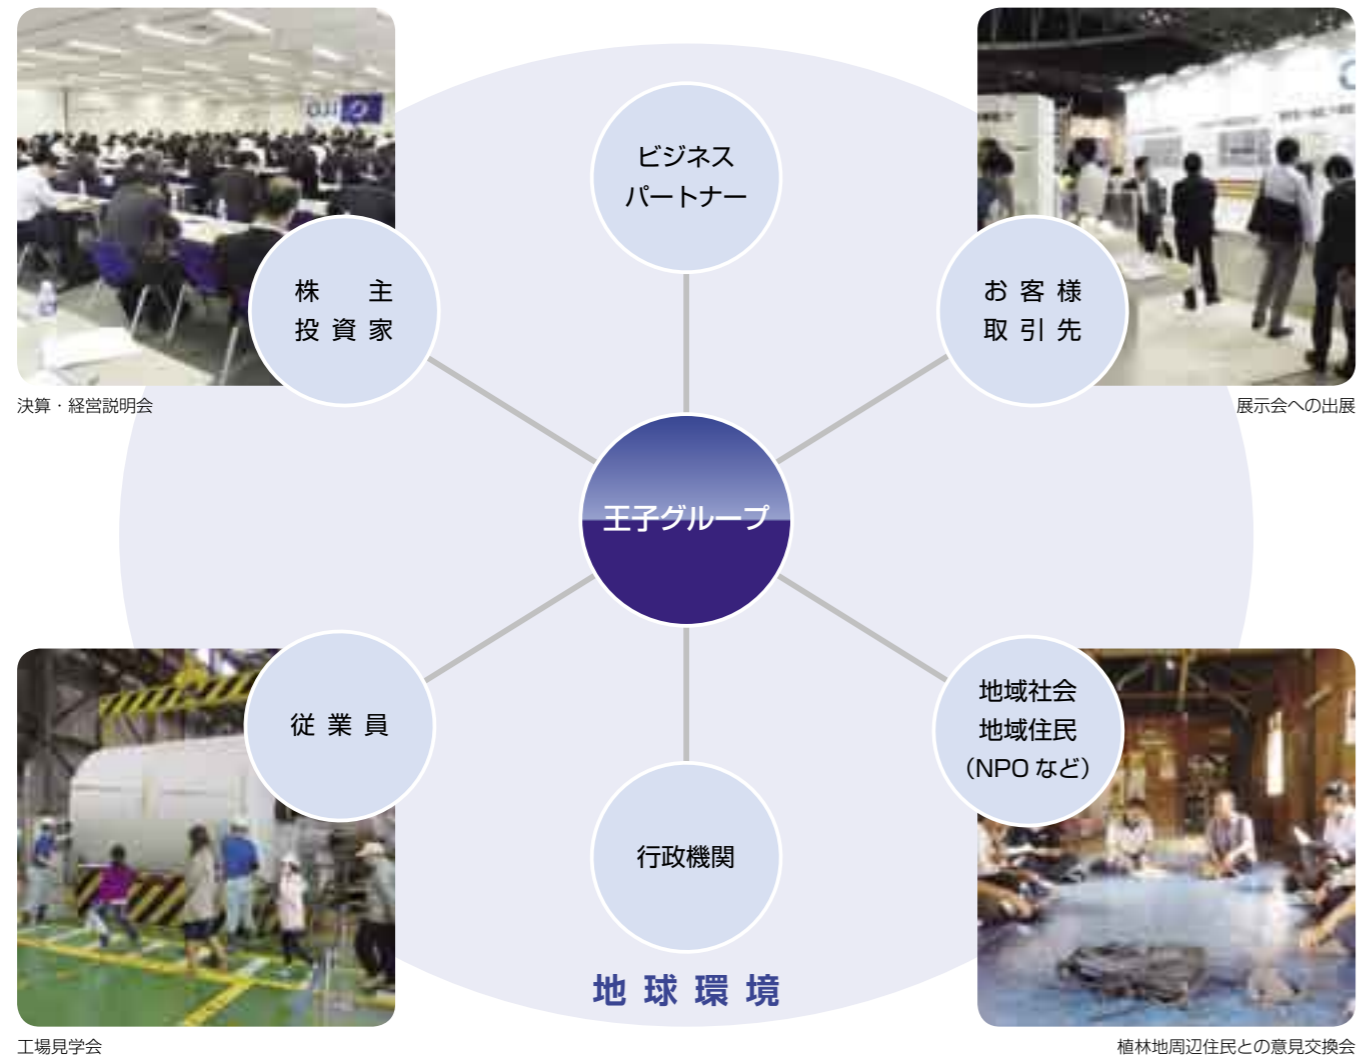 OJI
ビジネス
パートナー
株 主
投 資 家
お 客 様
取 引 先
決算・経営説明会
展示会への出展
王子グループ
従 業 員
地域社会
地域住民
（NPO など）
行政機関
地 球 環 境
工場見学会
植林地周辺住民との意見交換会